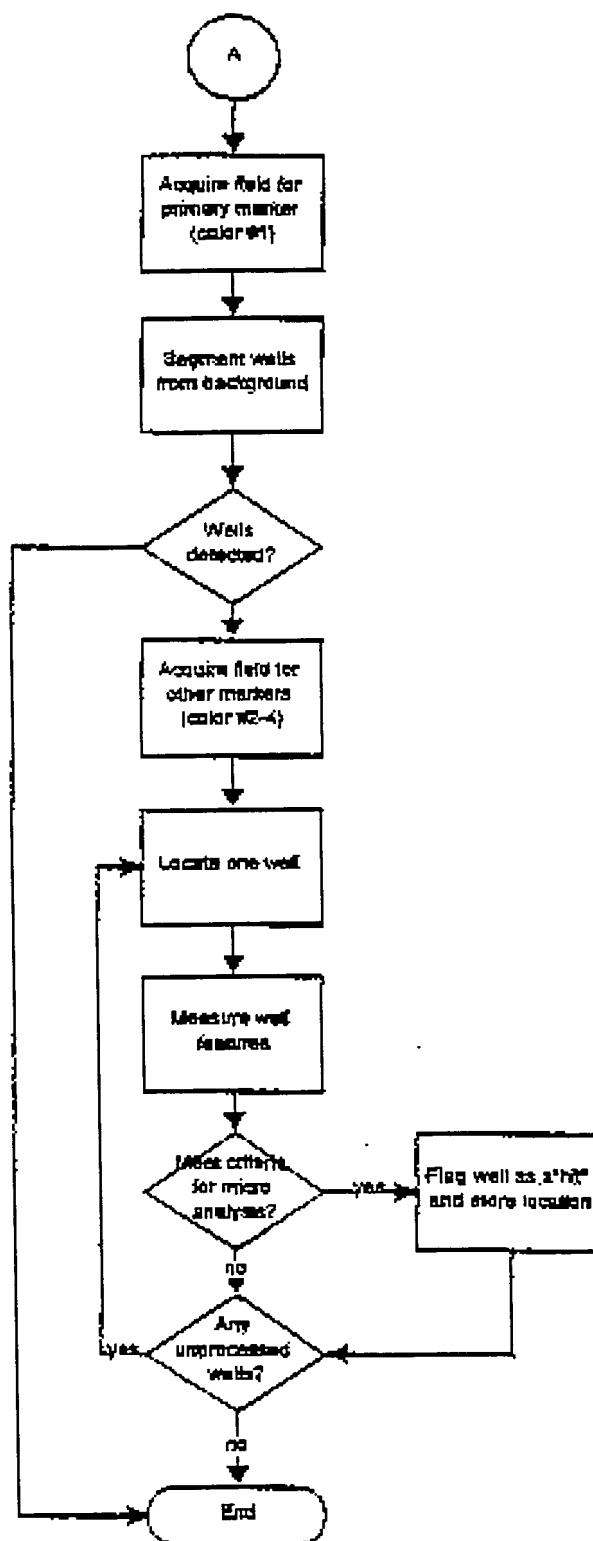 A
Acquire field for
primary marker
(color #1)
Segment wells
from background
Wells
detected?
Acquire field for
other markers
(color #2-4)
Locate one well
Measure well
features
Meet criteria
for micro
analysis?
yes
Flag well as a "hit"
and store location
no
Any
unprocessed
wells?
yes
no
End